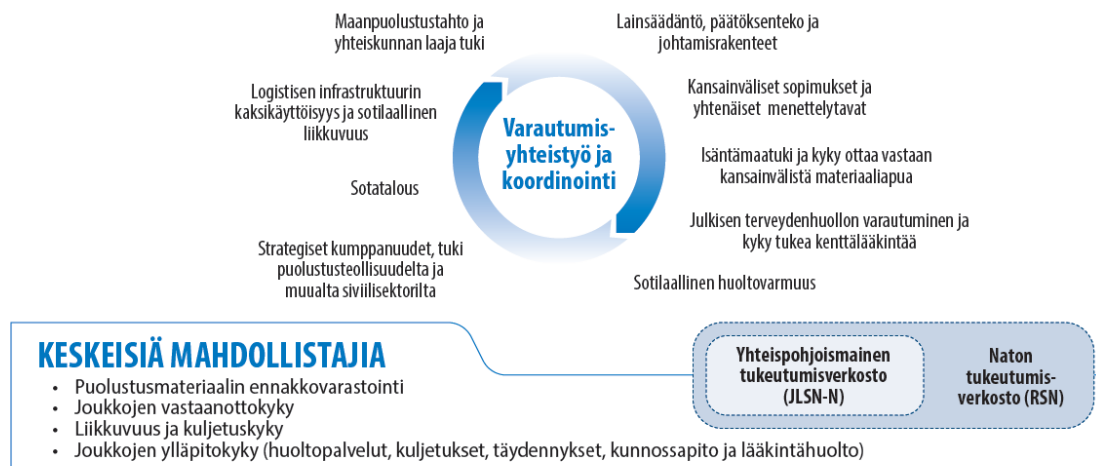 Maanpuolustustahto ja
yhteiskunnan laaja tuki
Lainsäädäntö, päätöksenteko ja
johtamisrakenteet
Logistisen infrastruktuurin
kaksikäyttöisyys ja sotilaallinen
liikkuvuus
Kansainväliset sopimukset ja
yhtenäiset menettelytavat
Varautumis-
yhteistyö ja
koordinointi
Isäntämaatuki ja kyky ottaa vastaan
kansainvälistä materiaaliapua
Sotatalous
Julkisen terveydenhuollon varautuminen ja
kyky tukea kenttälääkintää
Strategiset kumppanuudet, tuki
puolustusteollisuudelta ja
muualta siviilisektorilta
Sotilaallinen huoltovarmuus
KESKEISIÄ MAHDOLLISTAJIA
• Puolustusmateriaalin ennakkovarastointi
• Joukkojen vastaanottokyky
• Liikkuvuus ja kuljetuskyky
• Joukkojen ylläpitokyky (huoltopalvelut, kuljetukset, täydennykset, kunnossapito ja lääkintähuolto)
Yhteispohjoismainen
tukeutumisverkosto
(JLSN-N)
Naton
tukeutumis-
verkosto (RSN)